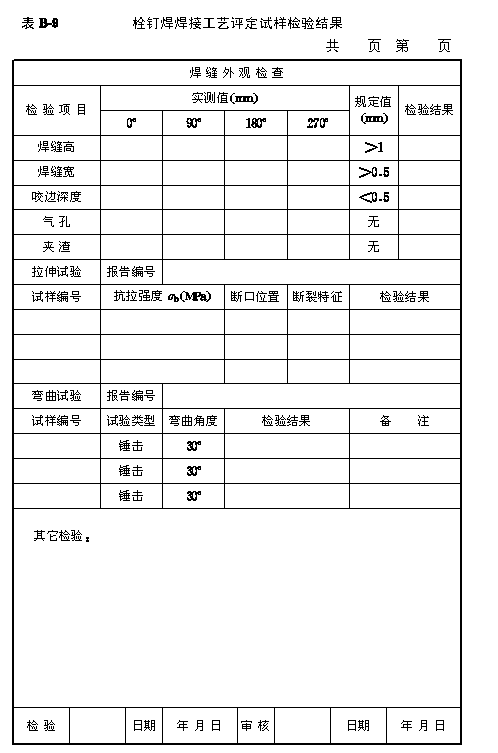 表 B-9 栓钉焊焊接工艺评定试样检验结果
共 页 第 页
焊缝外观检查
检验项目 实测值(mm) 规定值(mm) 检验结果
0° 90° 180° 270°
焊缝高 >1
焊缝宽 >0.5
咬边深度 <0.5
气孔 无
夹渣 无
拉伸试验 报告编号
试样编号 抗拉强度 σb(MPa) 断口位置 断裂特征 检验结果
弯曲试验 报告编号
试样编号 试验类型 弯曲角度 检验结果 备 注
锤击 30°
锤击 30°
锤击 30°
其它检验：
检验 日期 年 月 日 审核 日期 年 月 日